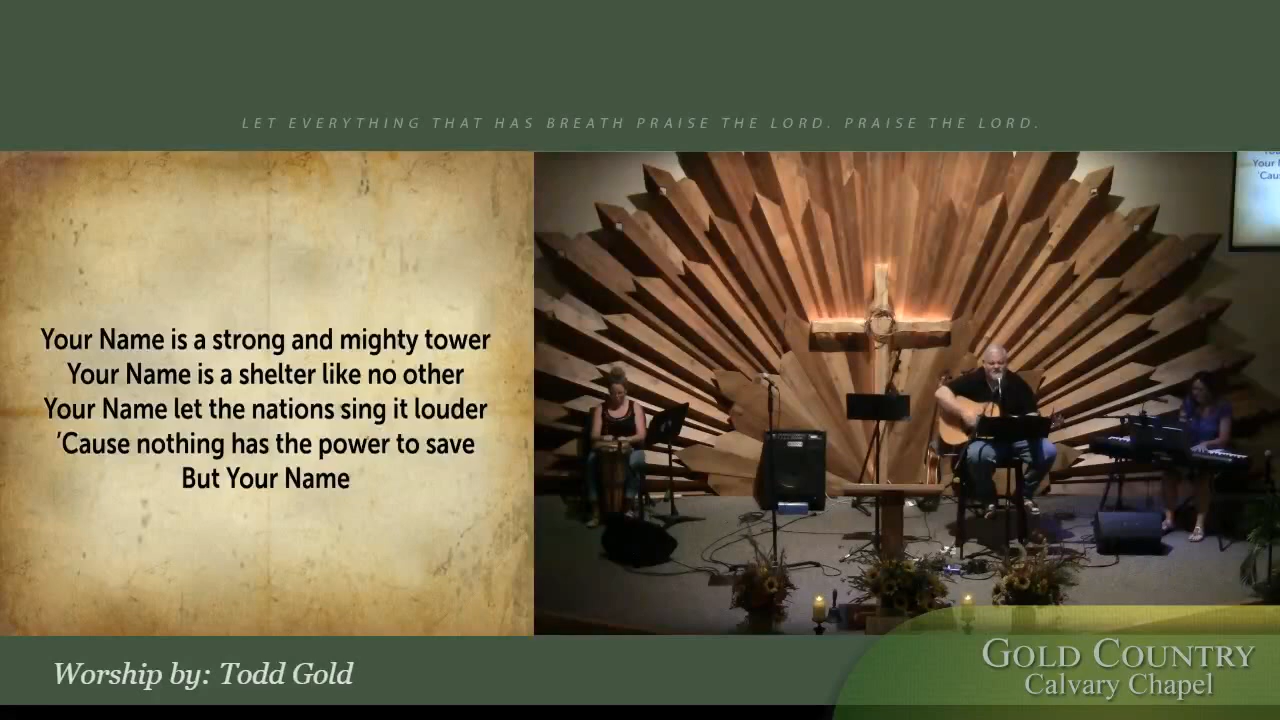 LET EVERYTHING THAT HAS BREATH PRAISE THE LORD. PRAISE THE LORD.
Your Name is a strong and mighty tower
Your Name is a shelter like no other
Your Name let the nations sing it louder
'Cause nothing has the power to save
But Your Name
Your
'Cau
Worship by: Todd Gold
GOLD COUNTRY
Calvary Chapel